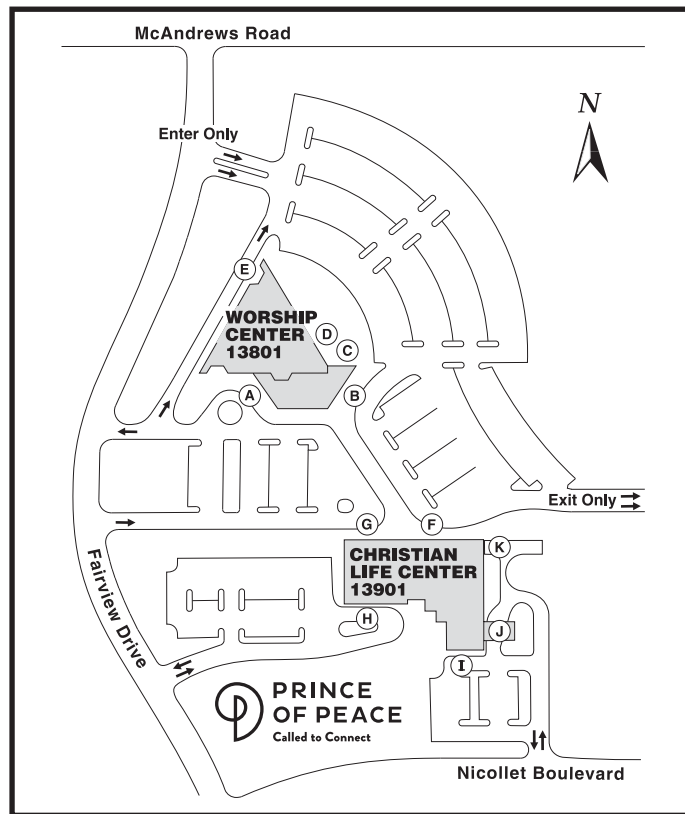 McAndrews Road
N
Enter Only
E
WORSHIP
CENTER
13801
D
C
A
B
Exit Only
G
F
K
CHRISTIAN
LIFE CENTER
13901
H
J
I
Fairview Drive
PRINCE
OF PEACE
Called to Connect
Nicollet Boulevard